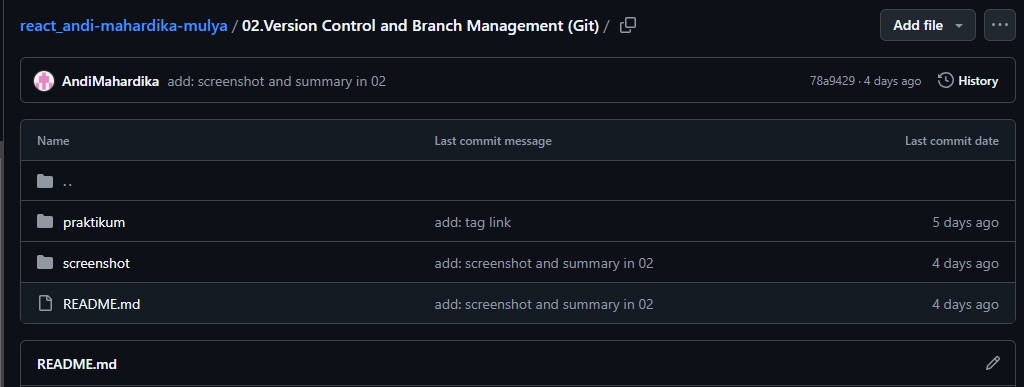 react_andi-mahardika-mulya / 02.Version Control and Branch Management (Git) /
Add file
AndiMahardika add: screenshot and summary in 02
78a9429 · 4 days ago History
Name Last commit message Last commit date
..
praktikum add: tag link 5 days ago
screenshot add: screenshot and summary in 02 4 days ago
README.md add: screenshot and summary in 02 4 days ago
README.md